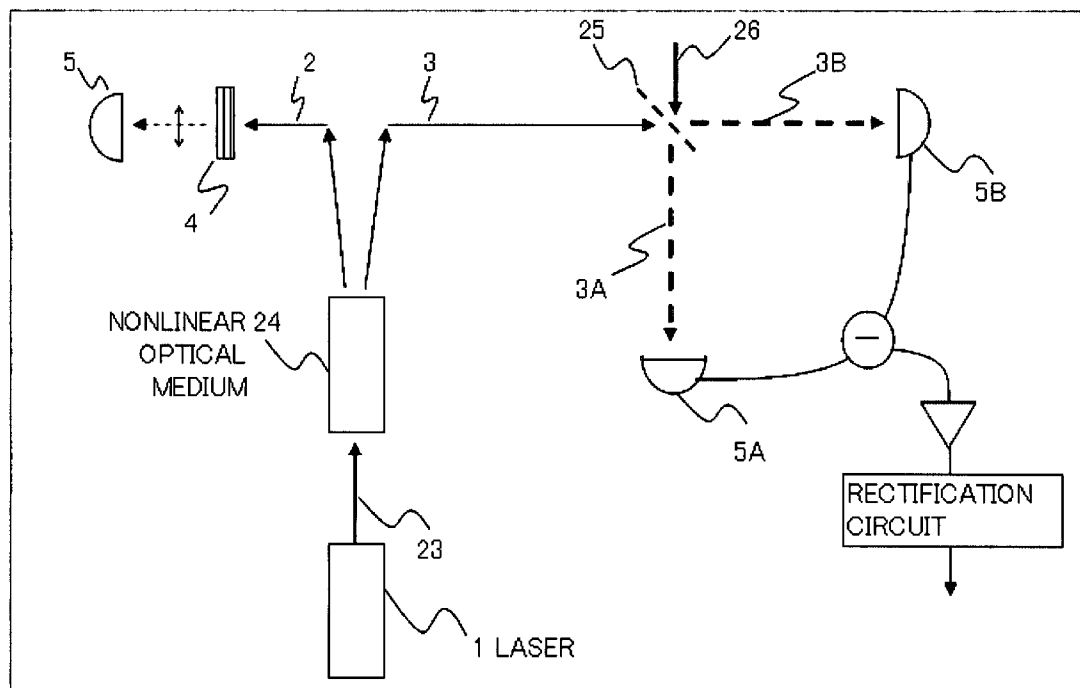 5
2
3
25
26
3B
4
5B
3A
NONLINEAR 24
OPTICAL
MEDIUM
5A
RECTIFICATION
CIRCUIT
23
1 LASER